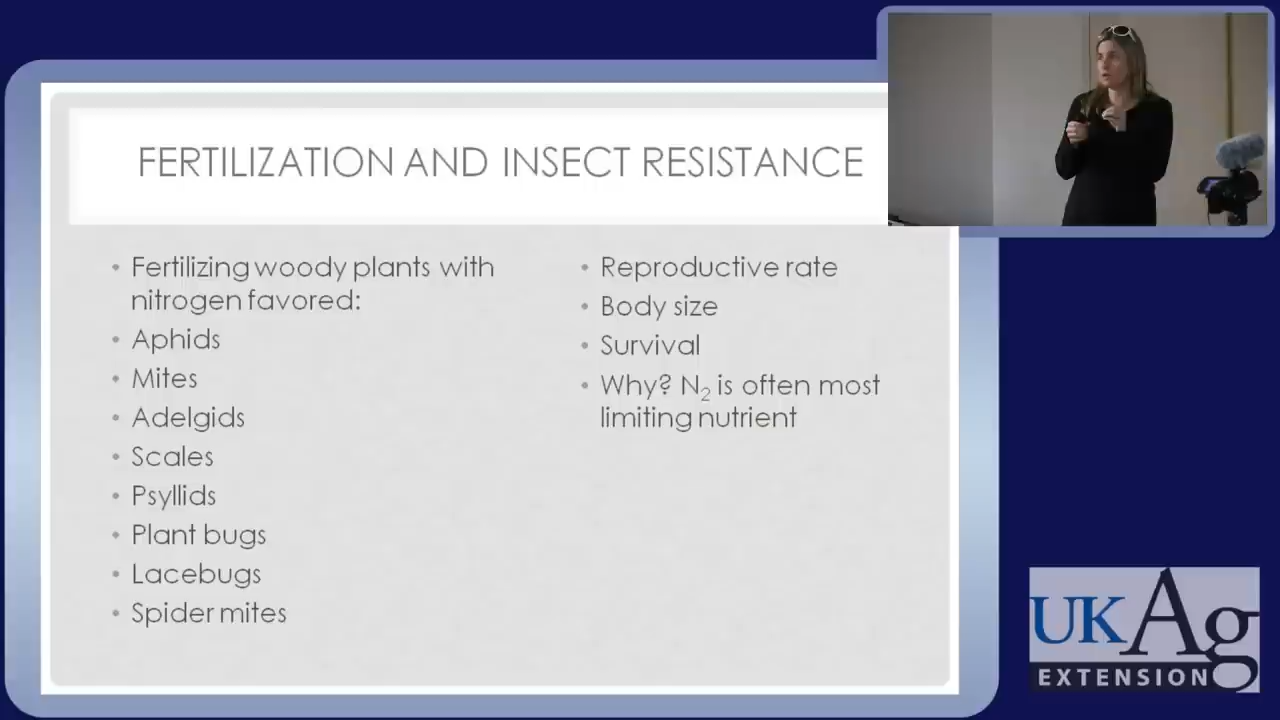 FERTILIZATION AND INSECT RESISTANCE
• Fertilizing woody plants with
nitrogen favored:
• Aphids
• Mites
• Adelgids
• Scales
• Psyllids
• Plant bugs
• Lacebugs
• Spider mites
• Reproductive rate
• Body size
• Survival
• Why? N₂ is often most
limiting nutrient
UKAg
EXTENSION